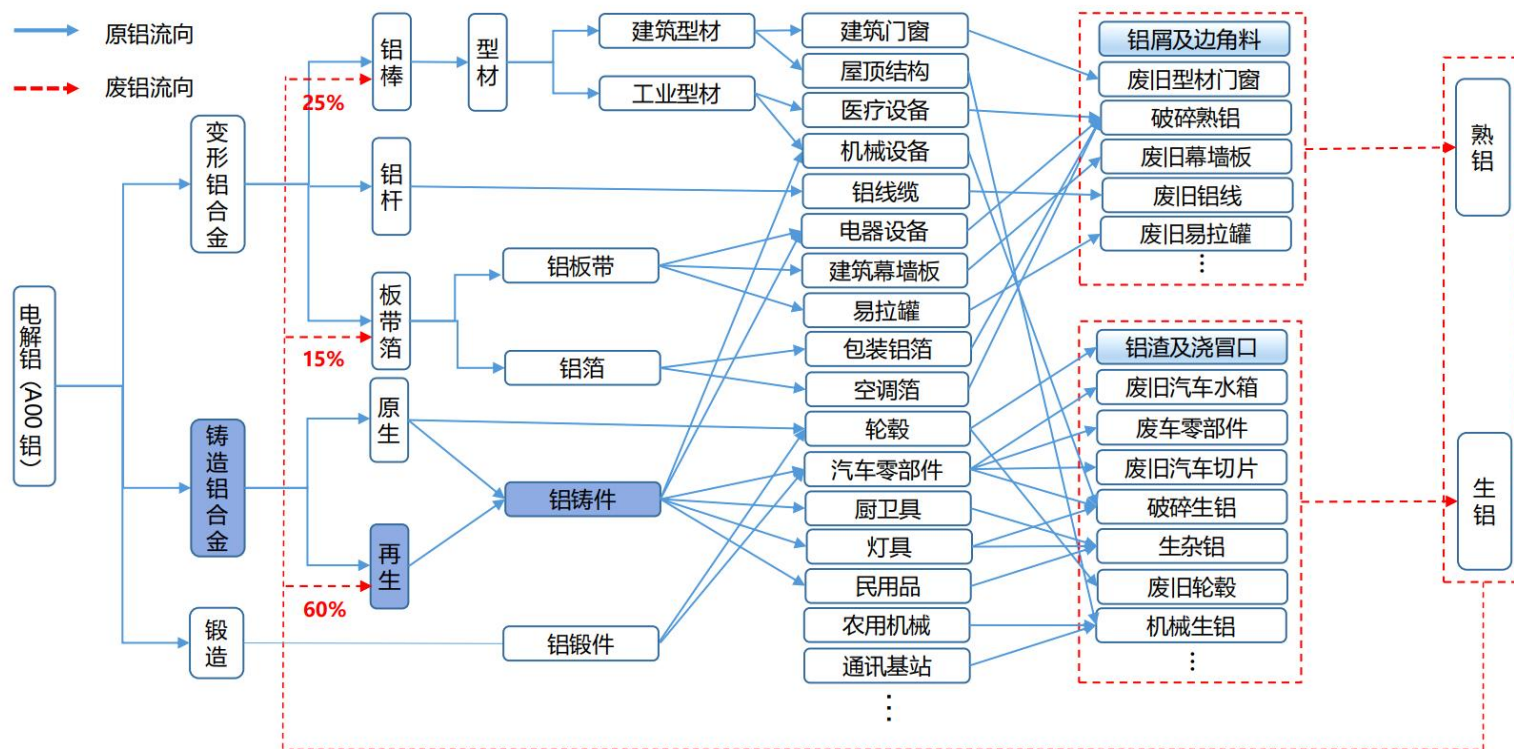 原铝流向
废铝流向
电解铝（A00铝）
变形铝合金
铸造铝合金
锻造
铝棒
25%
铝杆
板带箔
15%
原生
再生
60%
型材
建筑型材
工业型材
铝板带
铝箔
铝铸件
铝锻件
建筑门窗
屋顶结构
医疗设备
机械设备
铝线缆
电器设备
建筑幕墙板
易拉罐
包装铝箔
空调箔
轮毂
汽车零部件
厨卫具
灯具
民用品
农用机械
通讯基站
⋮
铝屑及边角料
废旧型材门窗
破碎熟铝
废旧幕墙板
废旧铝线
废旧易拉罐
⋮
铝渣及浇冒口
废旧汽车水箱
废车零部件
废旧汽车切片
破碎生铝
生杂铝
废旧轮毂
机械生铝
⋮
熟铝
生铝